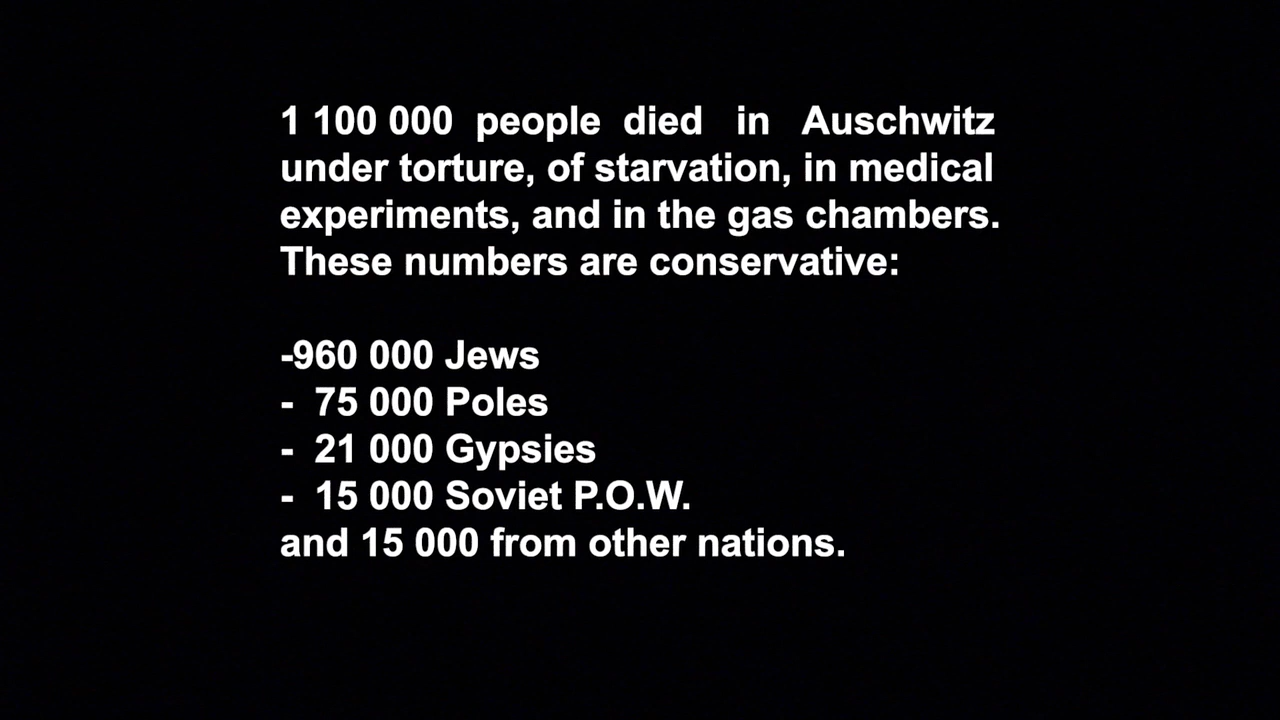 1 100 000 people died in Auschwitz
under torture, of starvation, in medical
experiments, and in the gas chambers.
These numbers are conservative:
-960 000 Jews
- 75 000 Poles
- 21 000 Gypsies
- 15 000 Soviet P.O.W.
and 15 000 from other nations.